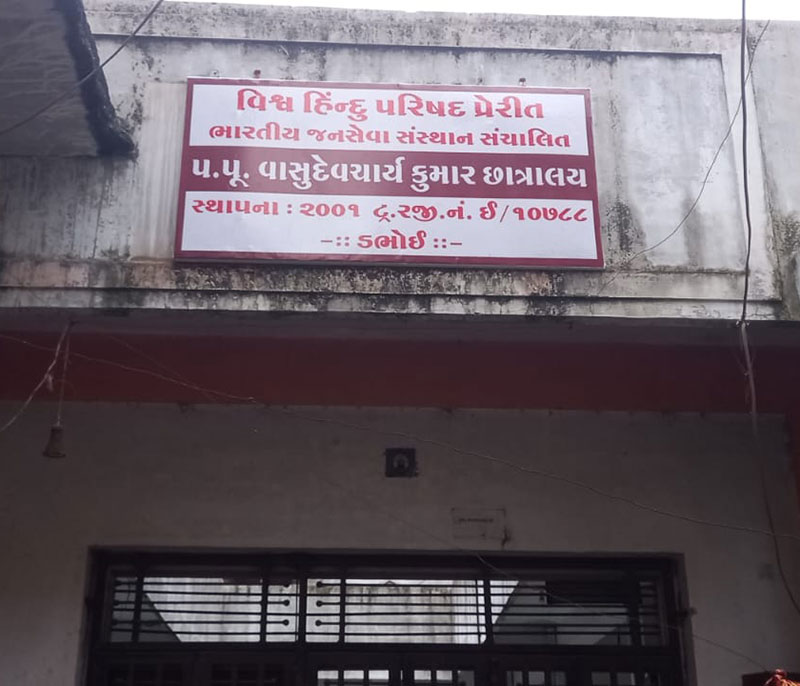 વિશ્વ હિન્દુ પરિષદ પ્રેરીત
ભારતીય જનસેવા સંસ્થાન સંચાલિત
પ.પૂ. વાસુદેવચાર્ય કુમાર છાત્રાલય
સ્થાપના : ૨૦૦૧ ટ્ર.રજી.નં. ઈ/૧૦૭૮૮
-:: ડભોઈ ::-